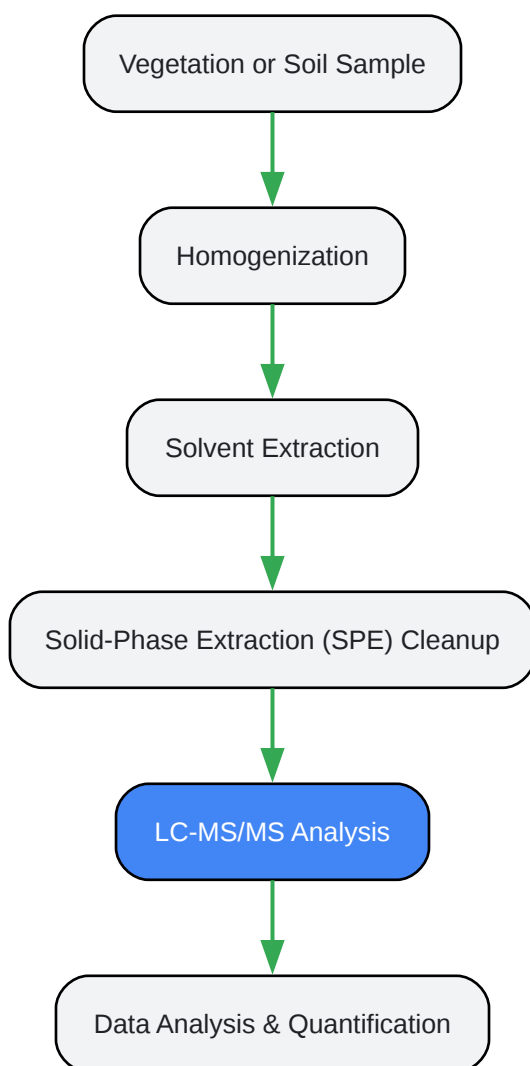 Vegetation or Soil Sample
Homogenization
Solvent Extraction
Solid-Phase Extraction (SPE) Cleanup
LC-MS/MS Analysis
Data Analysis & Quantification